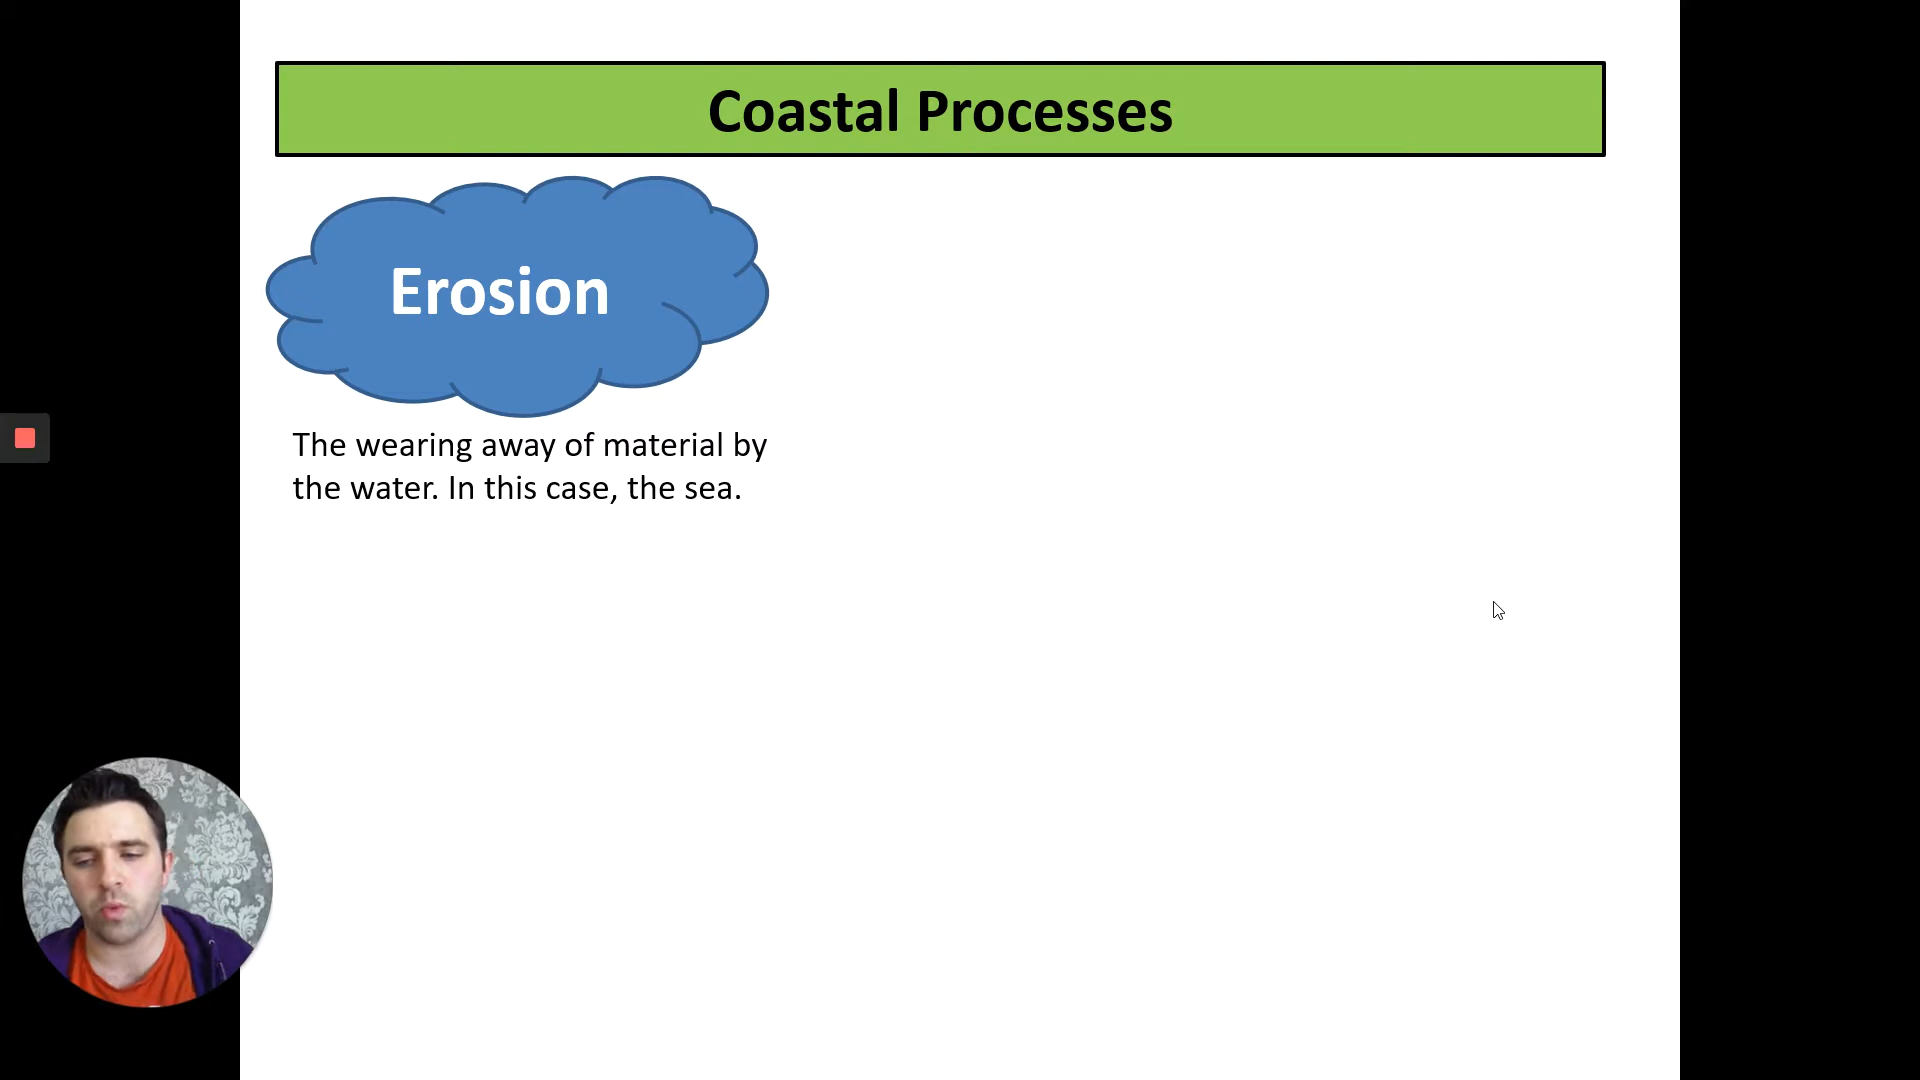 Coastal Processes
Erosion
The wearing away of material by
the water. In this case, the sea.